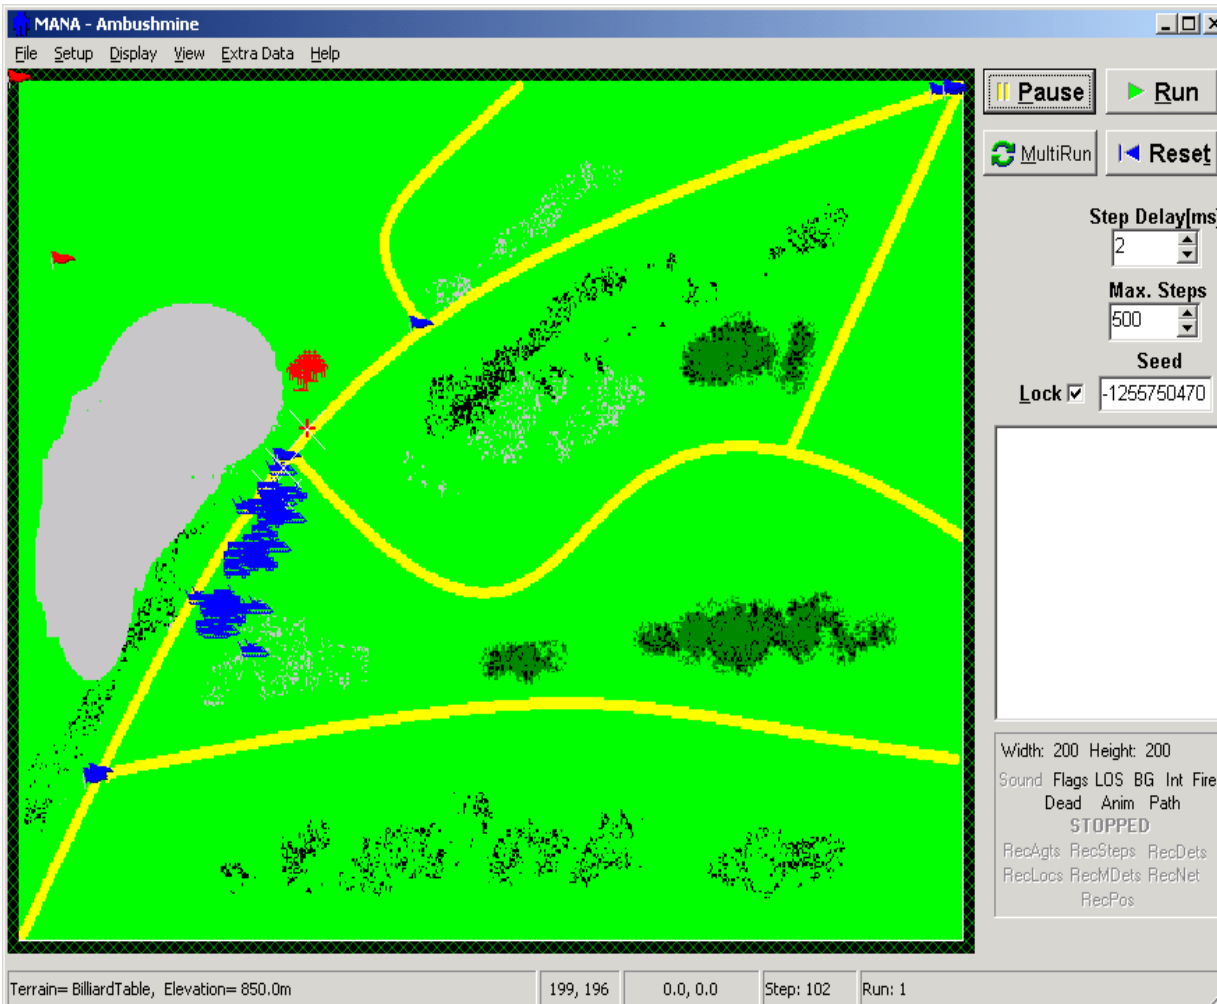 MANA - Ambushmine
File Setup Display View Extra Data Help
Pause Run
MultiRun Reset
Step Delay[ms]
2
Max. Steps
500
Seed
Lock -1255750470
Width: 200 Height: 200
Sound Flags LOS BG Int Fire
Dead Anim Path
STOPPED
RecAgts RecSteps RecDets
RecLocs RecMDets RecNet
RecPos
Terrain= BilliardTable, Elevation= 850.0m 199, 196 0.0, 0.0 Step: 102 Run: 1